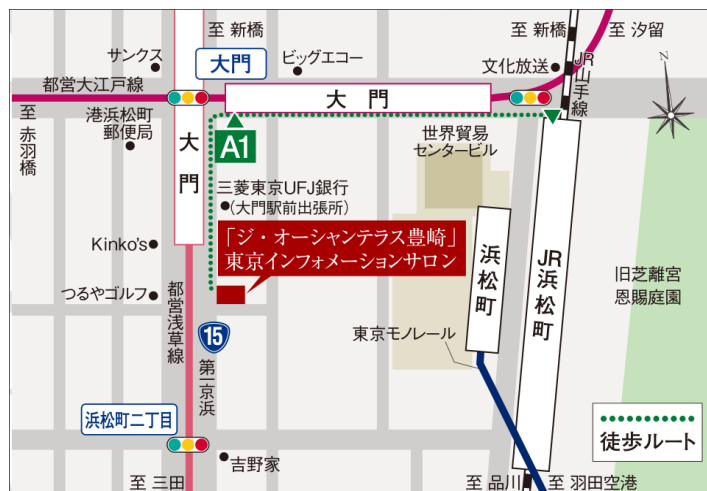 至 新橋
至 新橋
至 汐留
サンクス
大門
ビッグエコー
文化放送
JR山手線
N
都営大江戸線
大門
至 赤羽橋
港浜松町
郵便局
大門
A1
世界貿易
センタービル
三菱東京UFJ銀行
（大門駅前出張所）
「ジ・オーシャンテラス豊崎」
東京インフォメーションサロン
Kinko's
つるやゴルフ
都営浅草線
15
第一京浜
浜松町
JR浜松町
旧芝離宮
恩賜庭園
東京モノレール
浜松町二丁目
吉野家
徒歩ルート
至 三田
至 品川
至 羽田空港